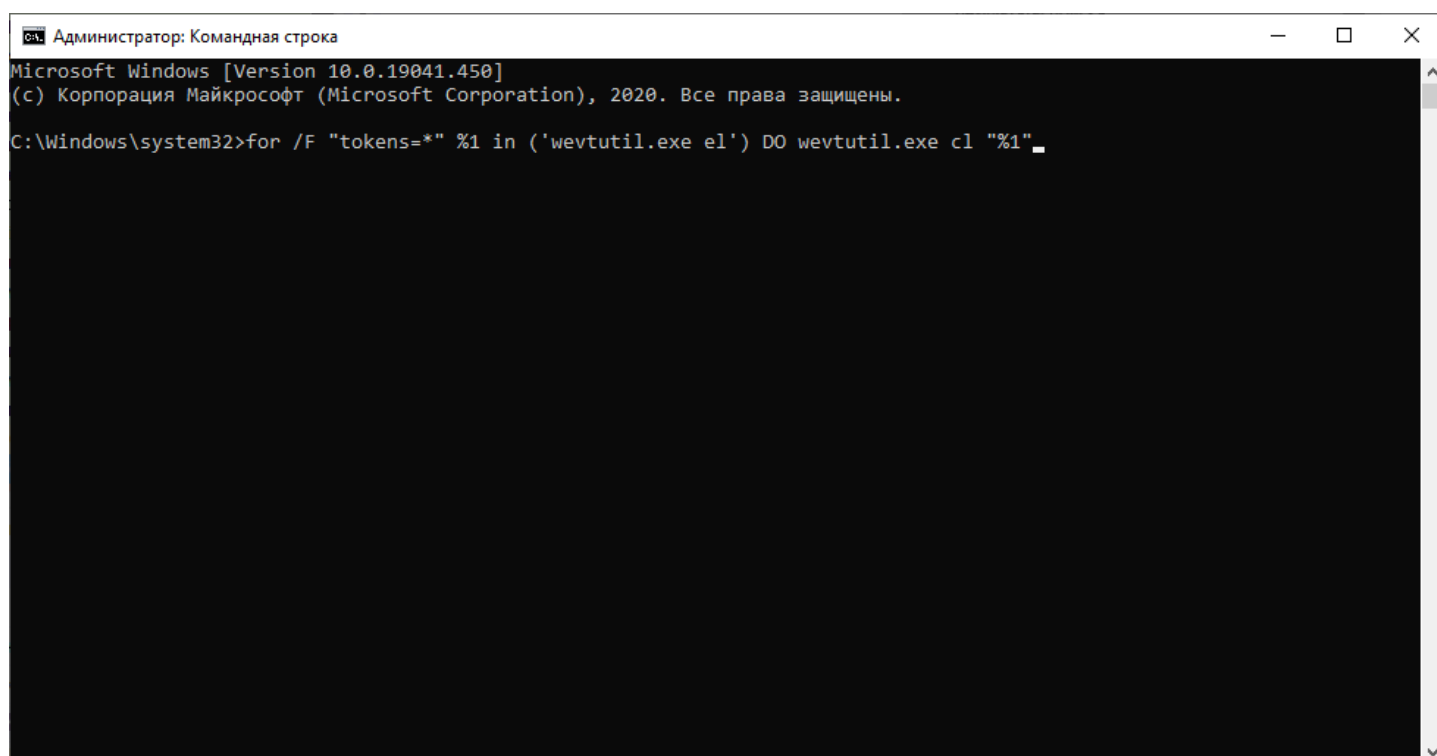 Администратор: Командная строка
Microsoft Windows [Version 10.0.19041.450]
(c) Корпорация Майкрософт (Microsoft Corporation), 2020. Все права защищены.
C:\Windows\system32>for /F "tokens=*" %1 in ('wevtutil.exe el') DO wevtutil.exe cl "%1"